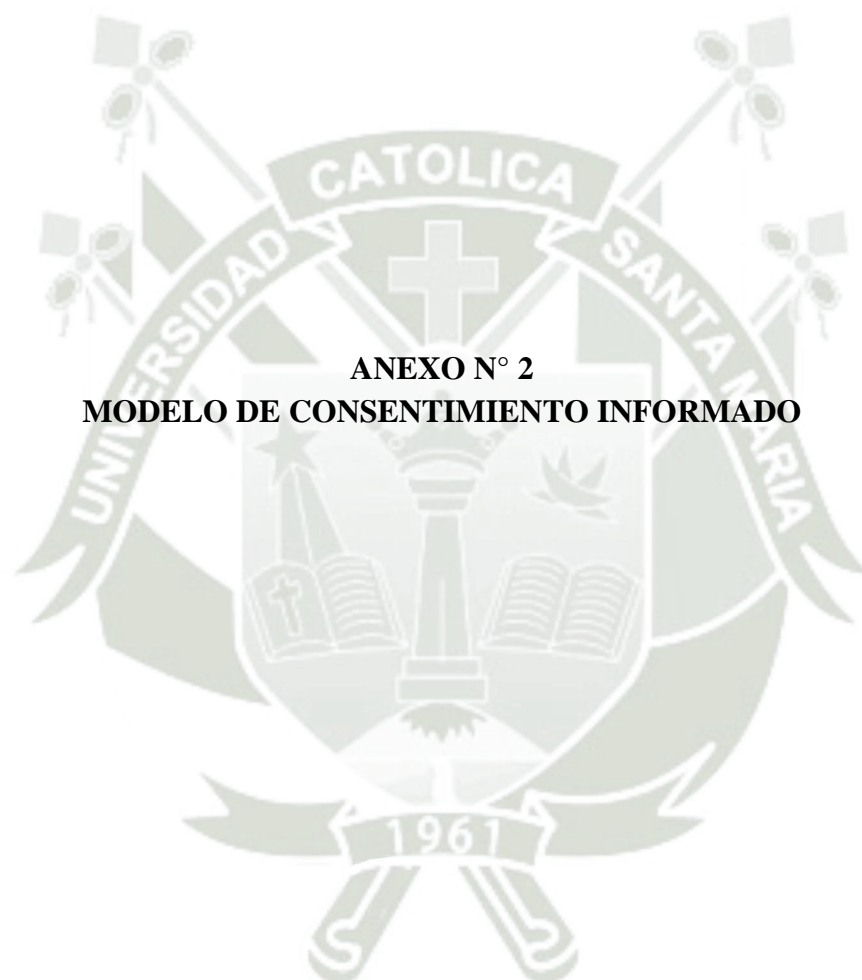 CATOLICA
UNIVERSIDAD
SANTA MARIA
ANEXO N° 2
MODELO DE CONSENTIMIENTO INFORMADO
1961